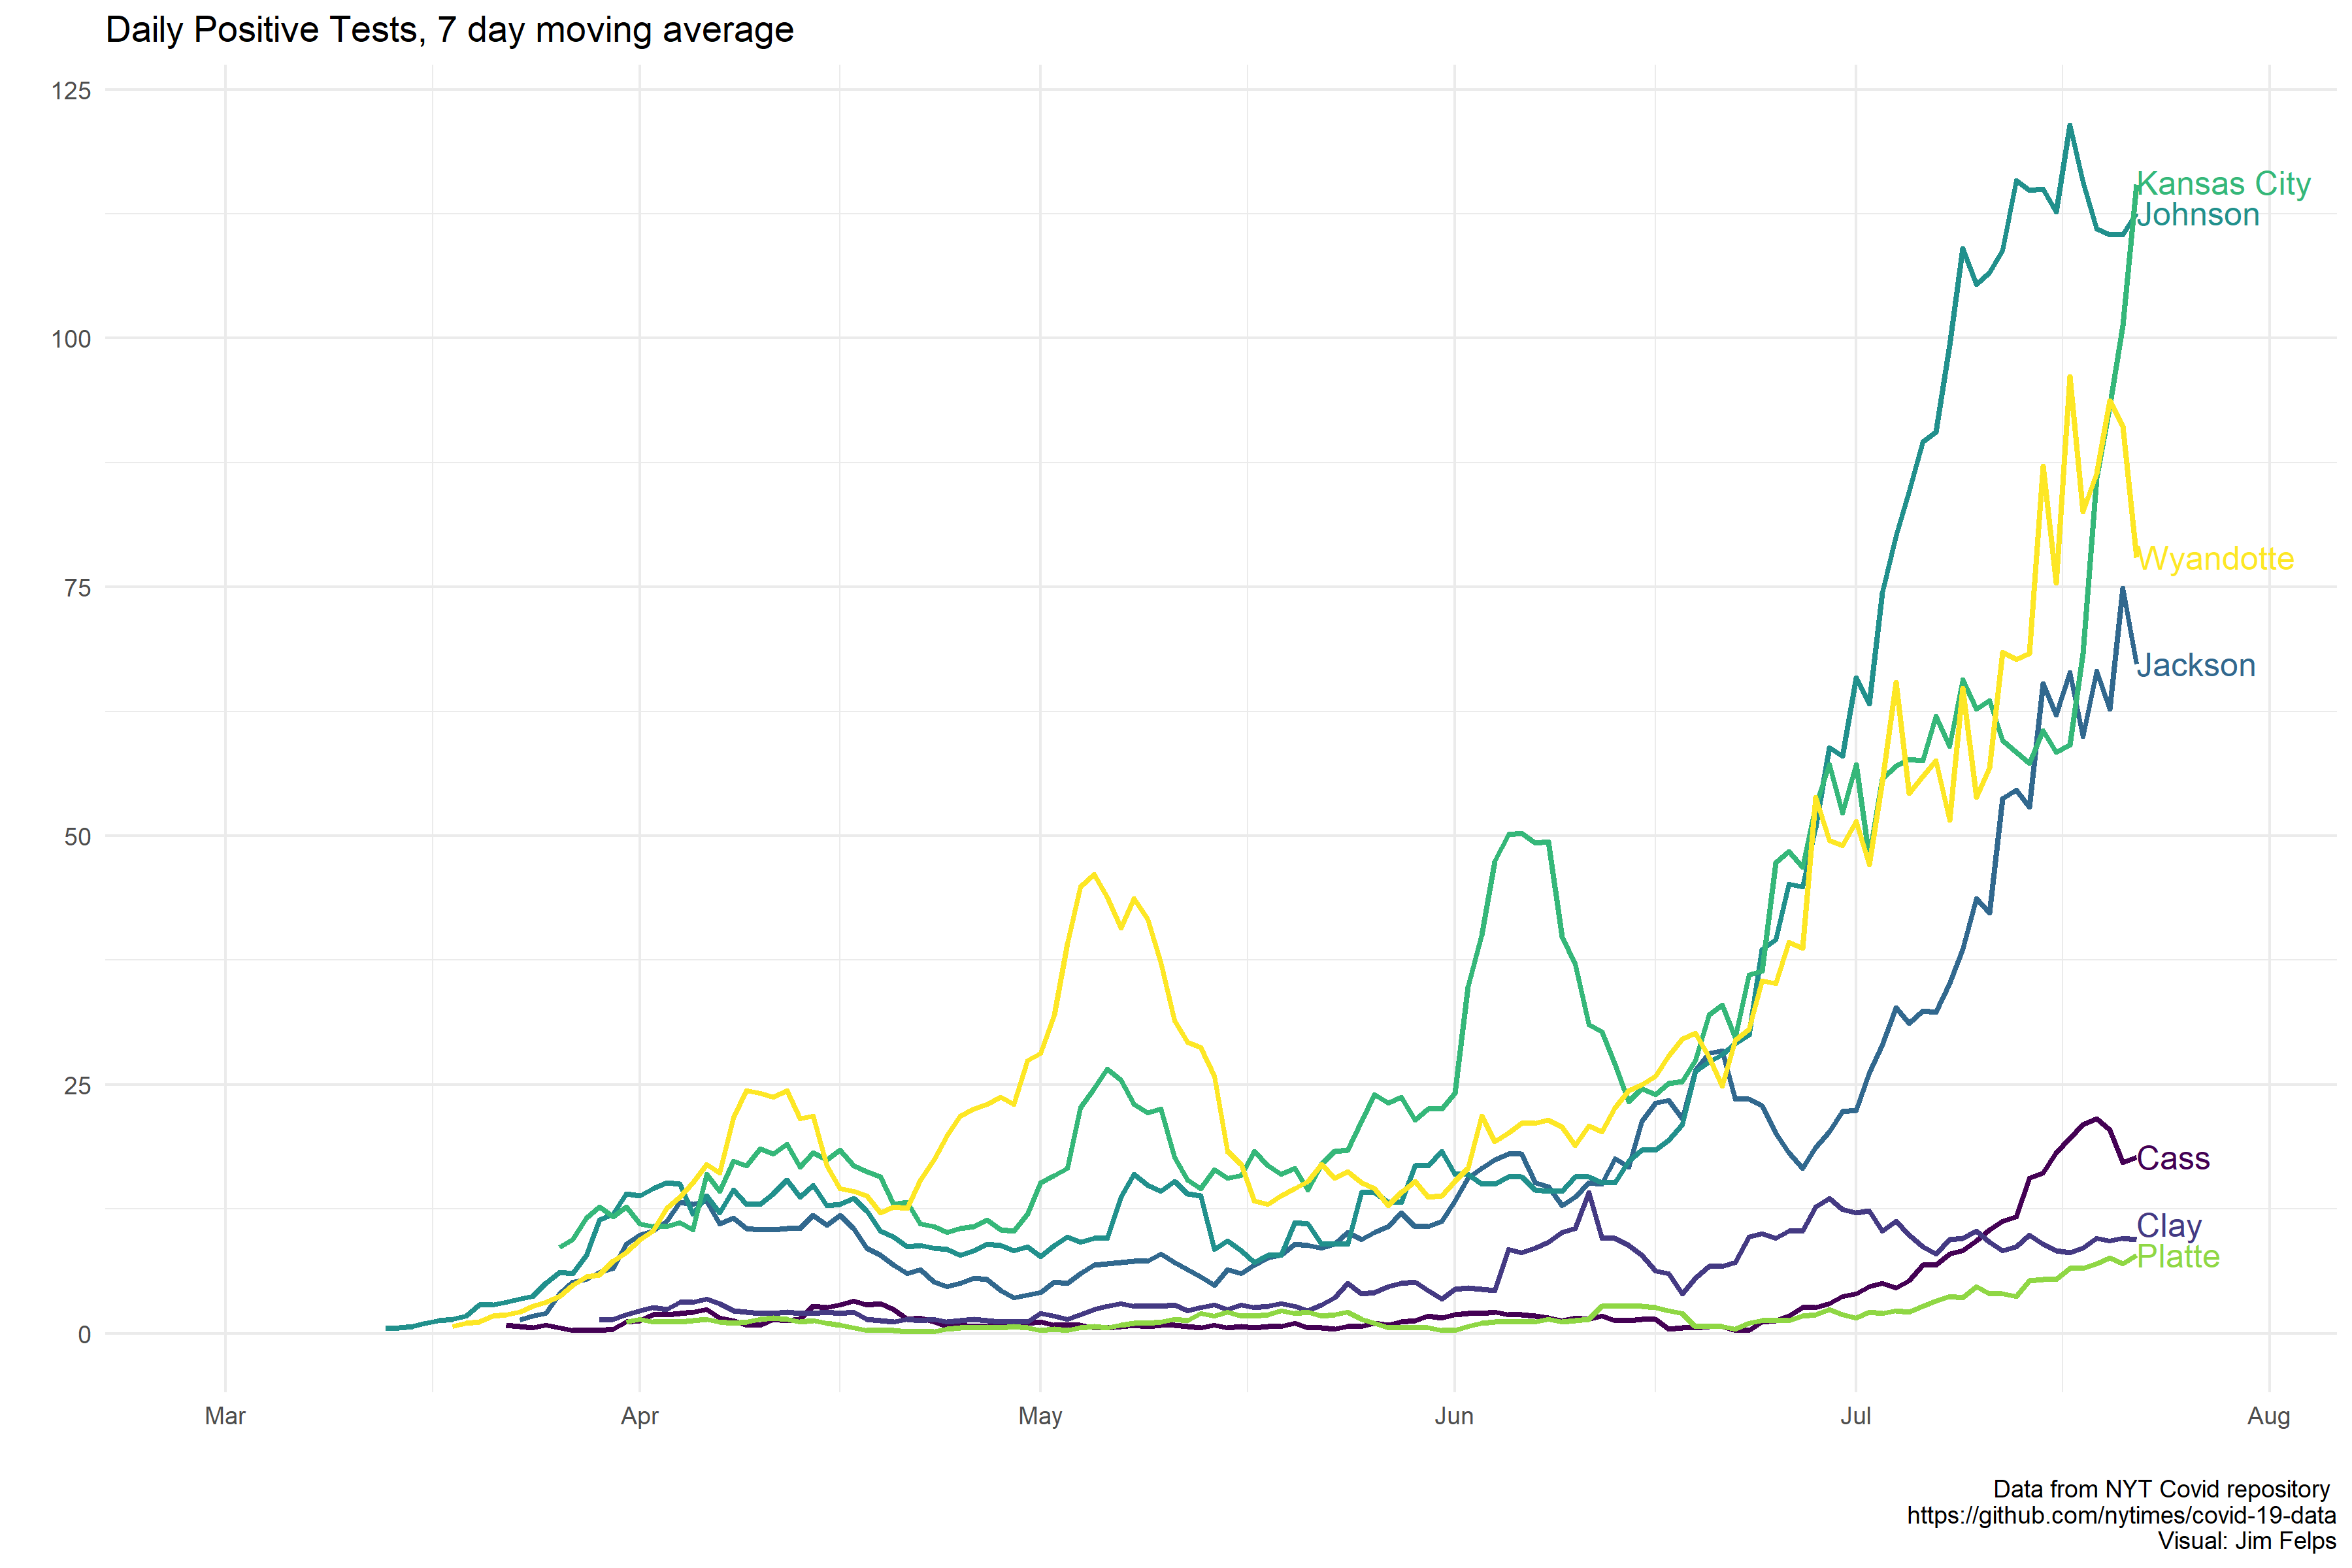 Daily Positive Tests, 7 day moving average
125
100
75
50
25
0
Kansas City
Johnson
Wyandotte
Jackson
Cass
Clay
Platte
Mar Apr May Jun Jul Aug
Data from NYT Covid repository
https://github.com/nytimes/covid-19-data
Visual: Jim Felps